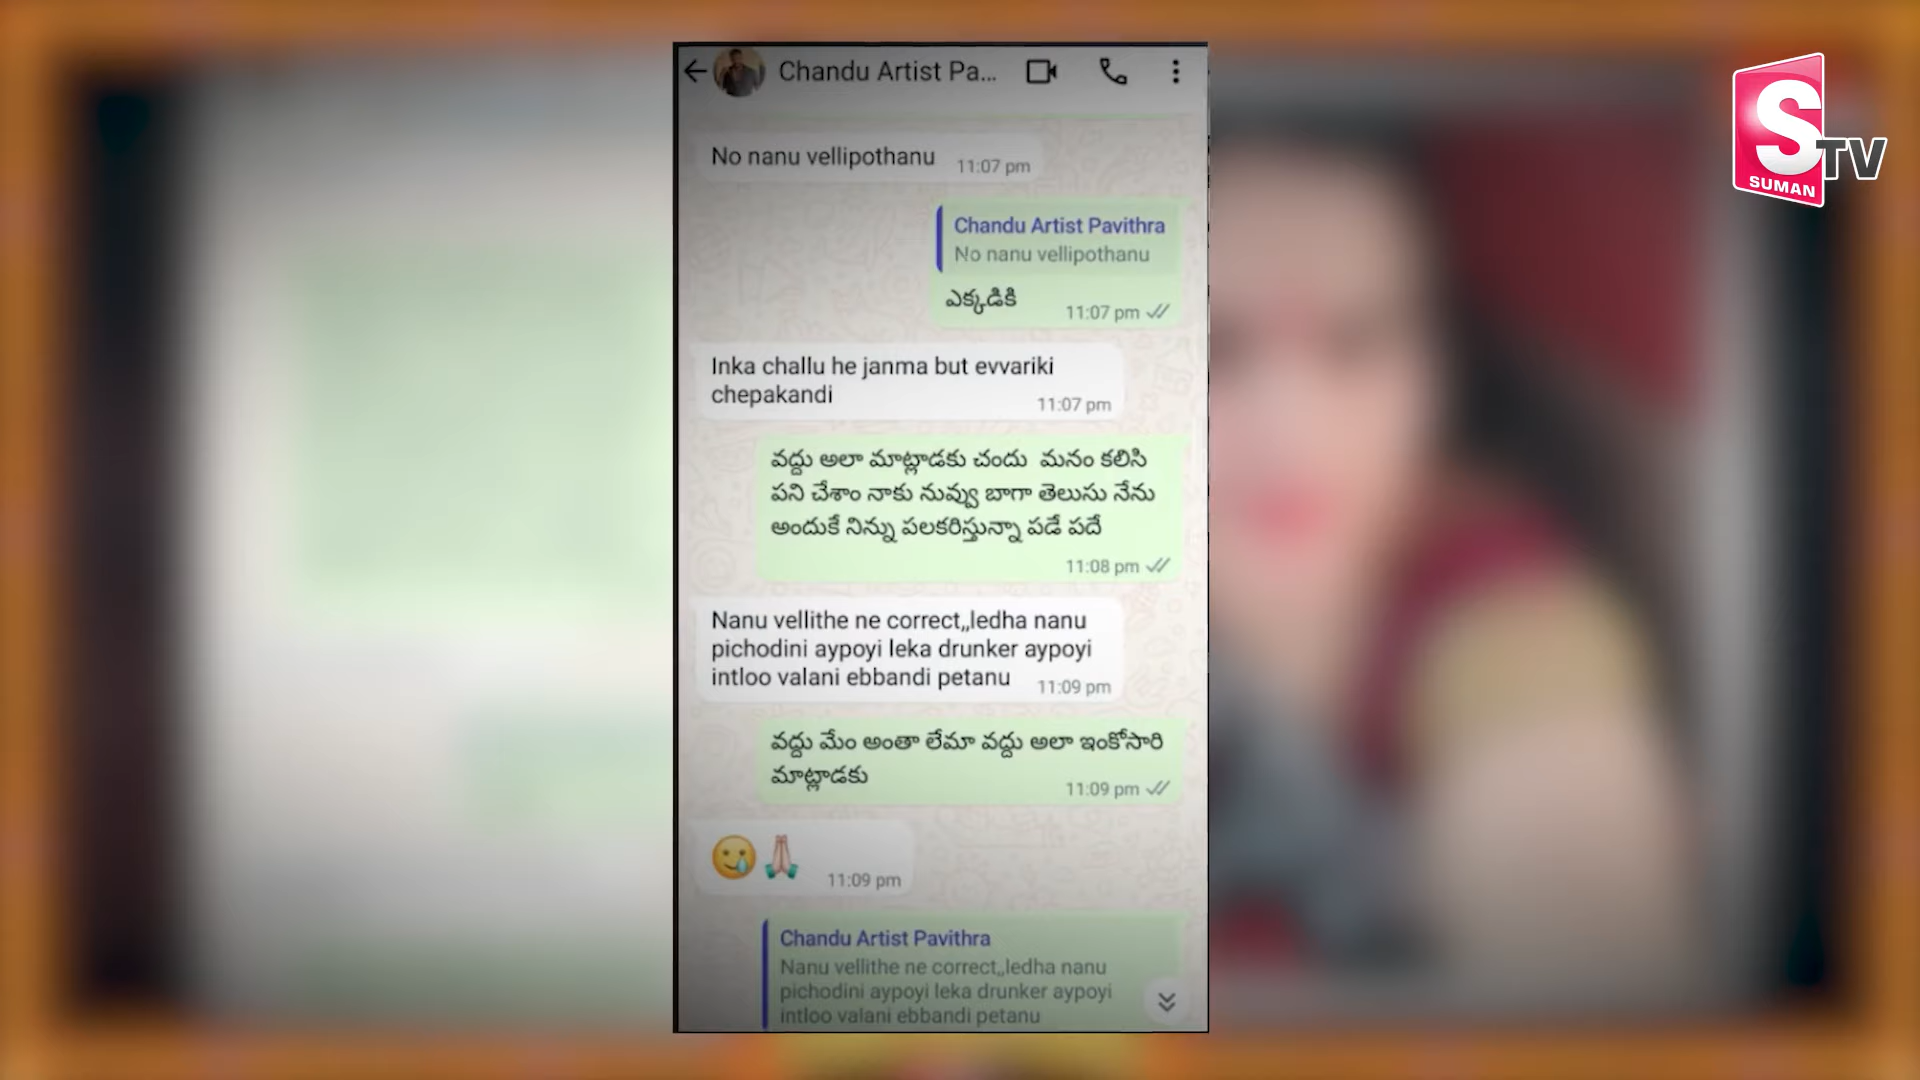 Chandu Artist Pa...
No nanu vellipothanu
11:07 pm
Chandu Artist Pavithra
No nanu vellipothanu
ఎక్కడికి
11:07 pm
Inka challu he janma but evvariki
chepakandi
11:07 pm
వద్దు అలా మాట్లాడకు చందు మనం కలిసి
పని చేశాం నాకు నువ్వు బాగా తెలుసు నేను
అందుకే నిన్ను పలకరిస్తున్నా పడే పదే
11:08 pm
Nanu vellithe ne correct,,ledha nanu
pichodini aypoyi leka drunker aypoyi
intloo valani ebbandi petanu
11:09 pm
వద్దు మేం అంతా లేమా వద్దు అలా ఇంకోసారి
మాట్లాడకు
11:09 pm
🥲🙏🏻
11:09 pm
Chandu Artist Pavithra
Nanu vellithe ne correct,,ledha nanu
pichodini aypoyi leka drunker aypoyi
intloo valani ebbandi petanu
S TV
SUMAN